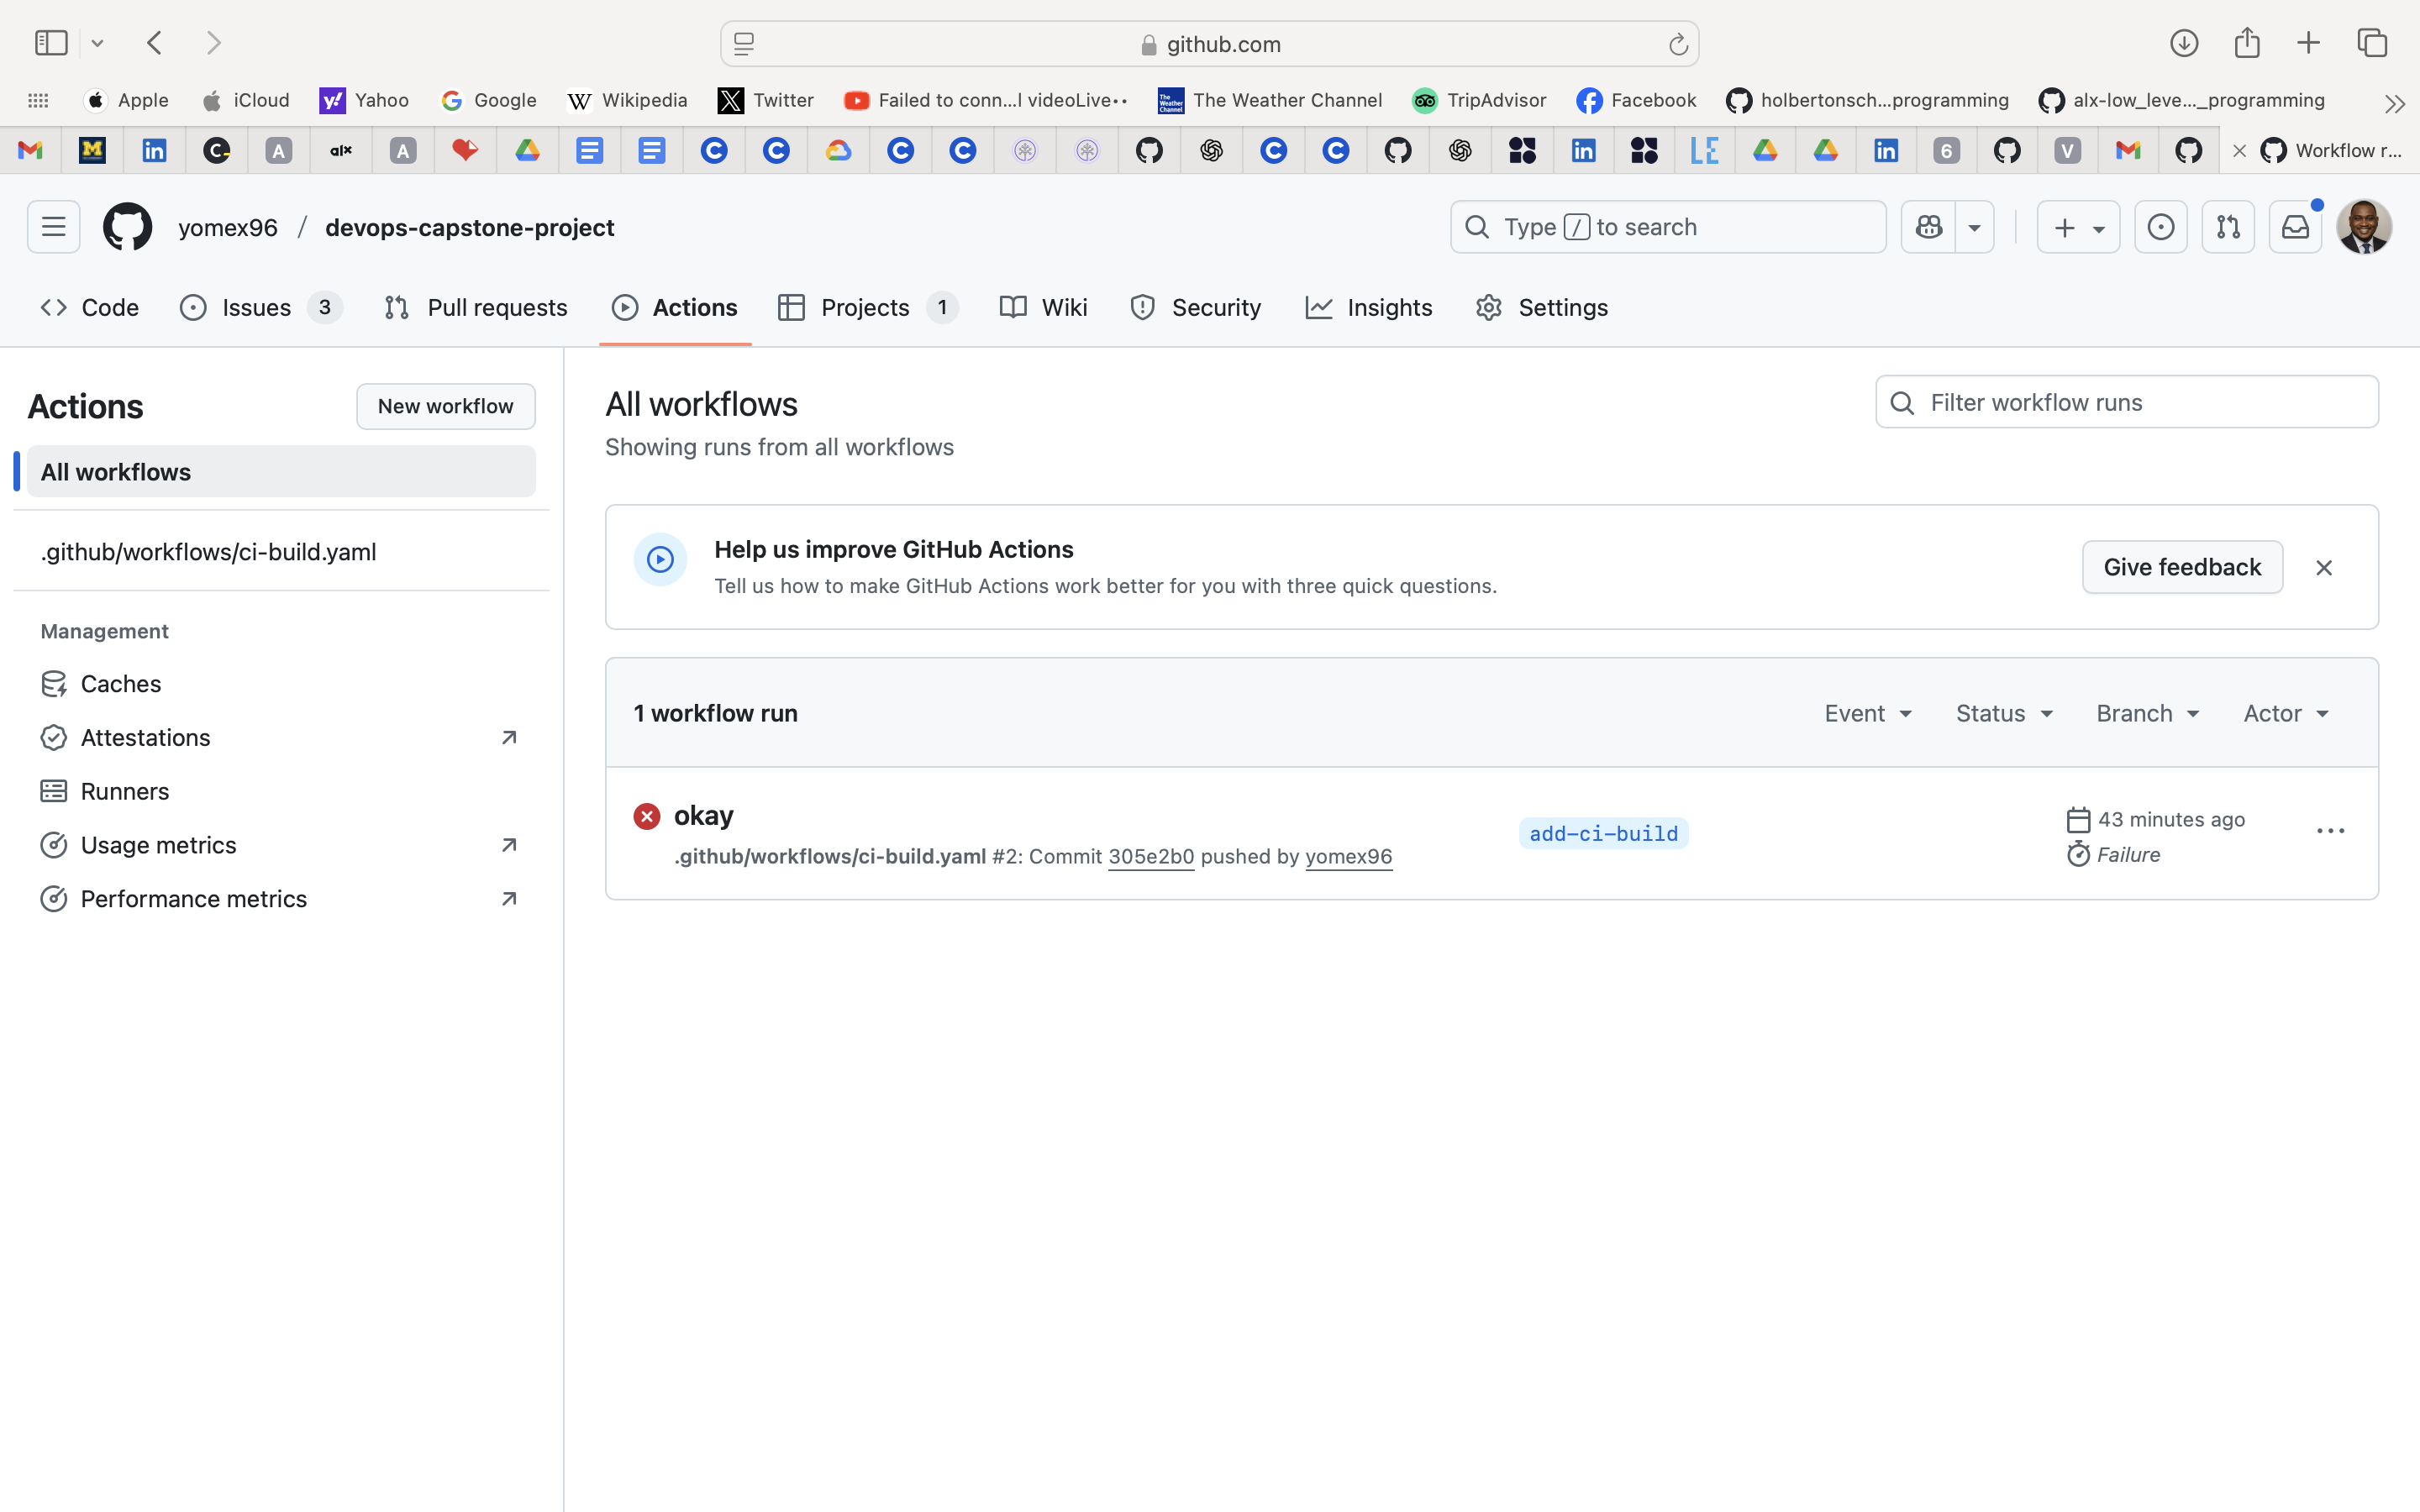 github.com
Apple
iCloud
Yahoo
Google
Wikipedia
Twitter
Failed to conn...l videoLive••
The Weather Channel
TripAdvisor
Facebook
holbertonsch...programming
alx-low_leve..._programming
Workflow r...
yomex96 / devops-capstone-project
Type / to search
Code
Issues 3
Pull requests
Actions
Projects 1
Wiki
Security
Insights
Settings
Actions
New workflow
All workflows
.github/workflows/ci-build.yaml
Management
Caches
Attestations
Runners
Usage metrics
Performance metrics
All workflows
Showing runs from all workflows
Filter workflow runs
Help us improve GitHub Actions
Tell us how to make GitHub Actions work better for you with three quick questions.
Give feedback
1 workflow run
Event
Status
Branch
Actor
okay
.github/workflows/ci-build.yaml #2: Commit 305e2b0 pushed by yomex96
add-ci-build
43 minutes ago
Failure